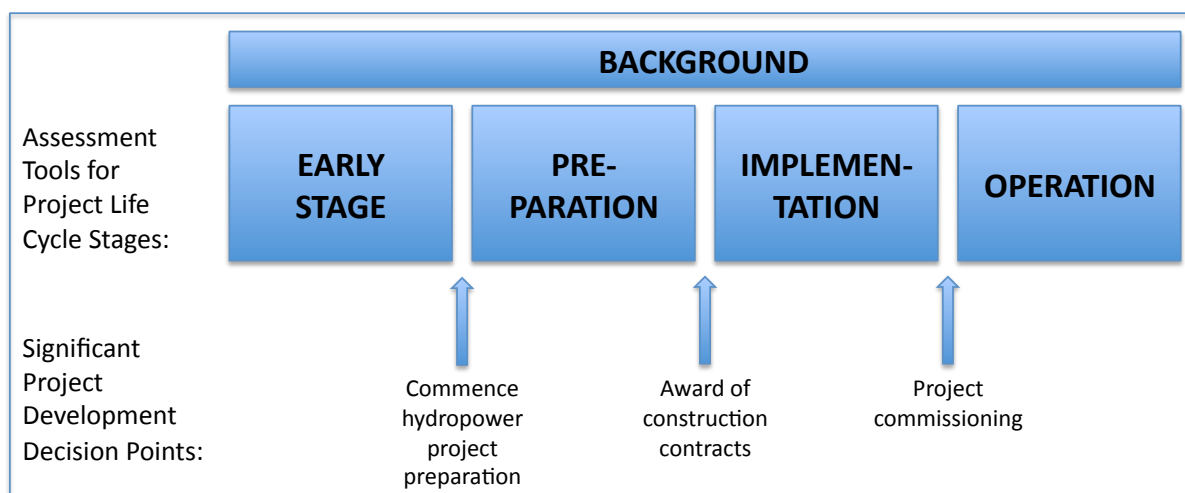 BACKGROUND
Assessment
Tools for
Project Life
Cycle Stages:
EARLY
STAGE
PRE-
PARATION
IMPLEMEN-
TATION
OPERATION
Significant
Project
Development
Decision Points:
Commence
hydropower
project
preparation
Award of
construction
contracts
Project
commissioning